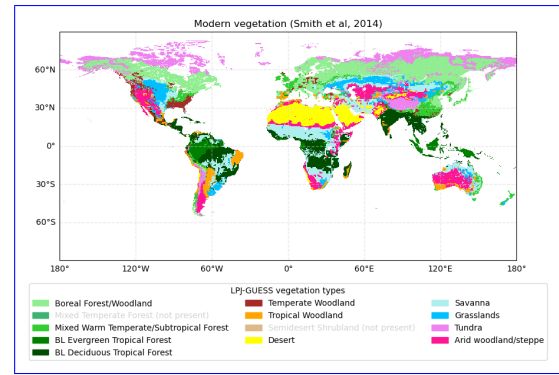 Modern vegetation (Smith et al, 2014)
60°N
30°N
0°
30°S
60°S
180° 120°W 60°W 0° 60°E 120°E 180°
LPJ-GUESS vegetation types
Boreal Forest/Woodland
Mixed Temperate Forest (not present)
Mixed Warm Temperate/Subtropical Forest
BL Evergreen Tropical Forest
BL Deciduous Tropical Forest
Temperate Woodland
Tropical Woodland
Semidesert Shrubland (not present)
Desert
Savanna
Grasslands
Tundra
Arid woodland/steppe